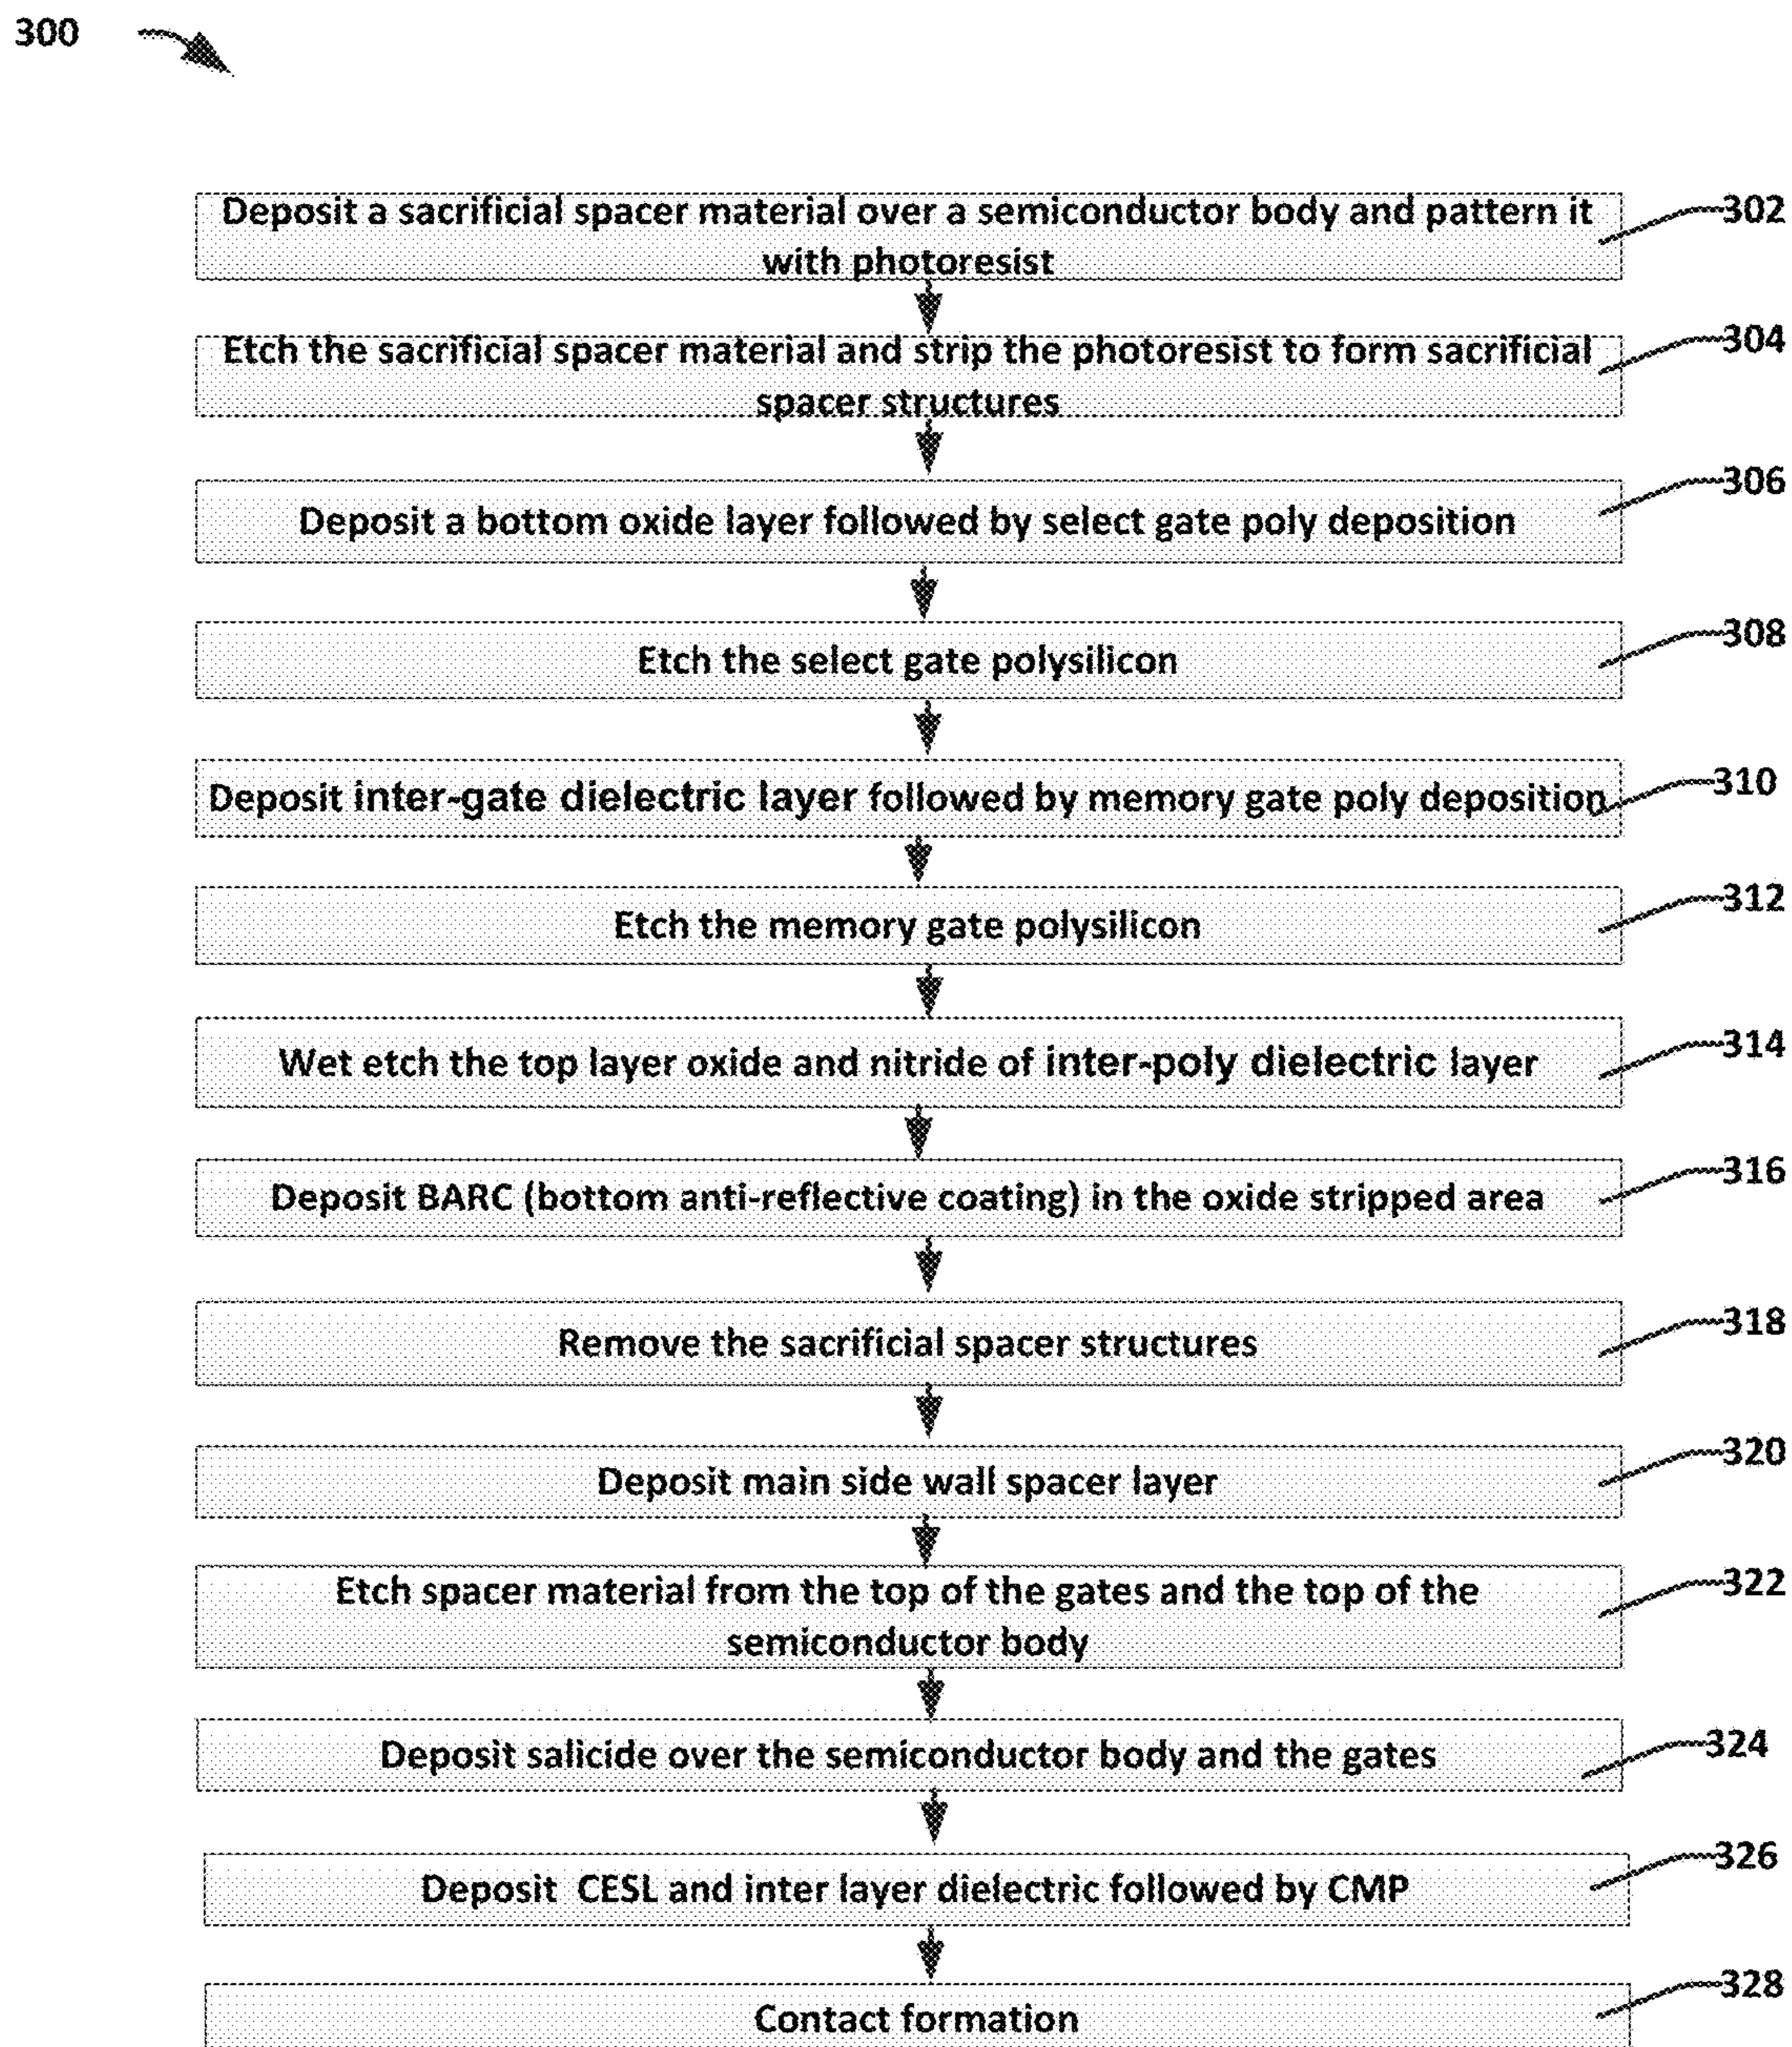 300
Deposit a sacrificial spacer material over a semiconductor body and pattern it
with photoresist
302
Etch the sacrificial spacer material and strip the photoresist to form sacrificial
spacer structures
304
Deposit a bottom oxide layer followed by select gate poly deposition
306
Etch the select gate polysilicon
308
Deposit inter-gate dielectric layer followed by memory gate poly deposition
310
Etch the memory gate polysilicon
312
Wet etch the top layer oxide and nitride of inter-poly dielectric layer
314
Deposit BARC (bottom anti-reflective coating) in the oxide stripped area
316
Remove the sacrificial spacer structures
318
Deposit main side wall spacer layer
320
Etch spacer material from the top of the gates and the top of the
semiconductor body
322
Deposit salicide over the semiconductor body and the gates
324
Deposit CESL and inter layer dielectric followed by CMP
326
Contact formation
328